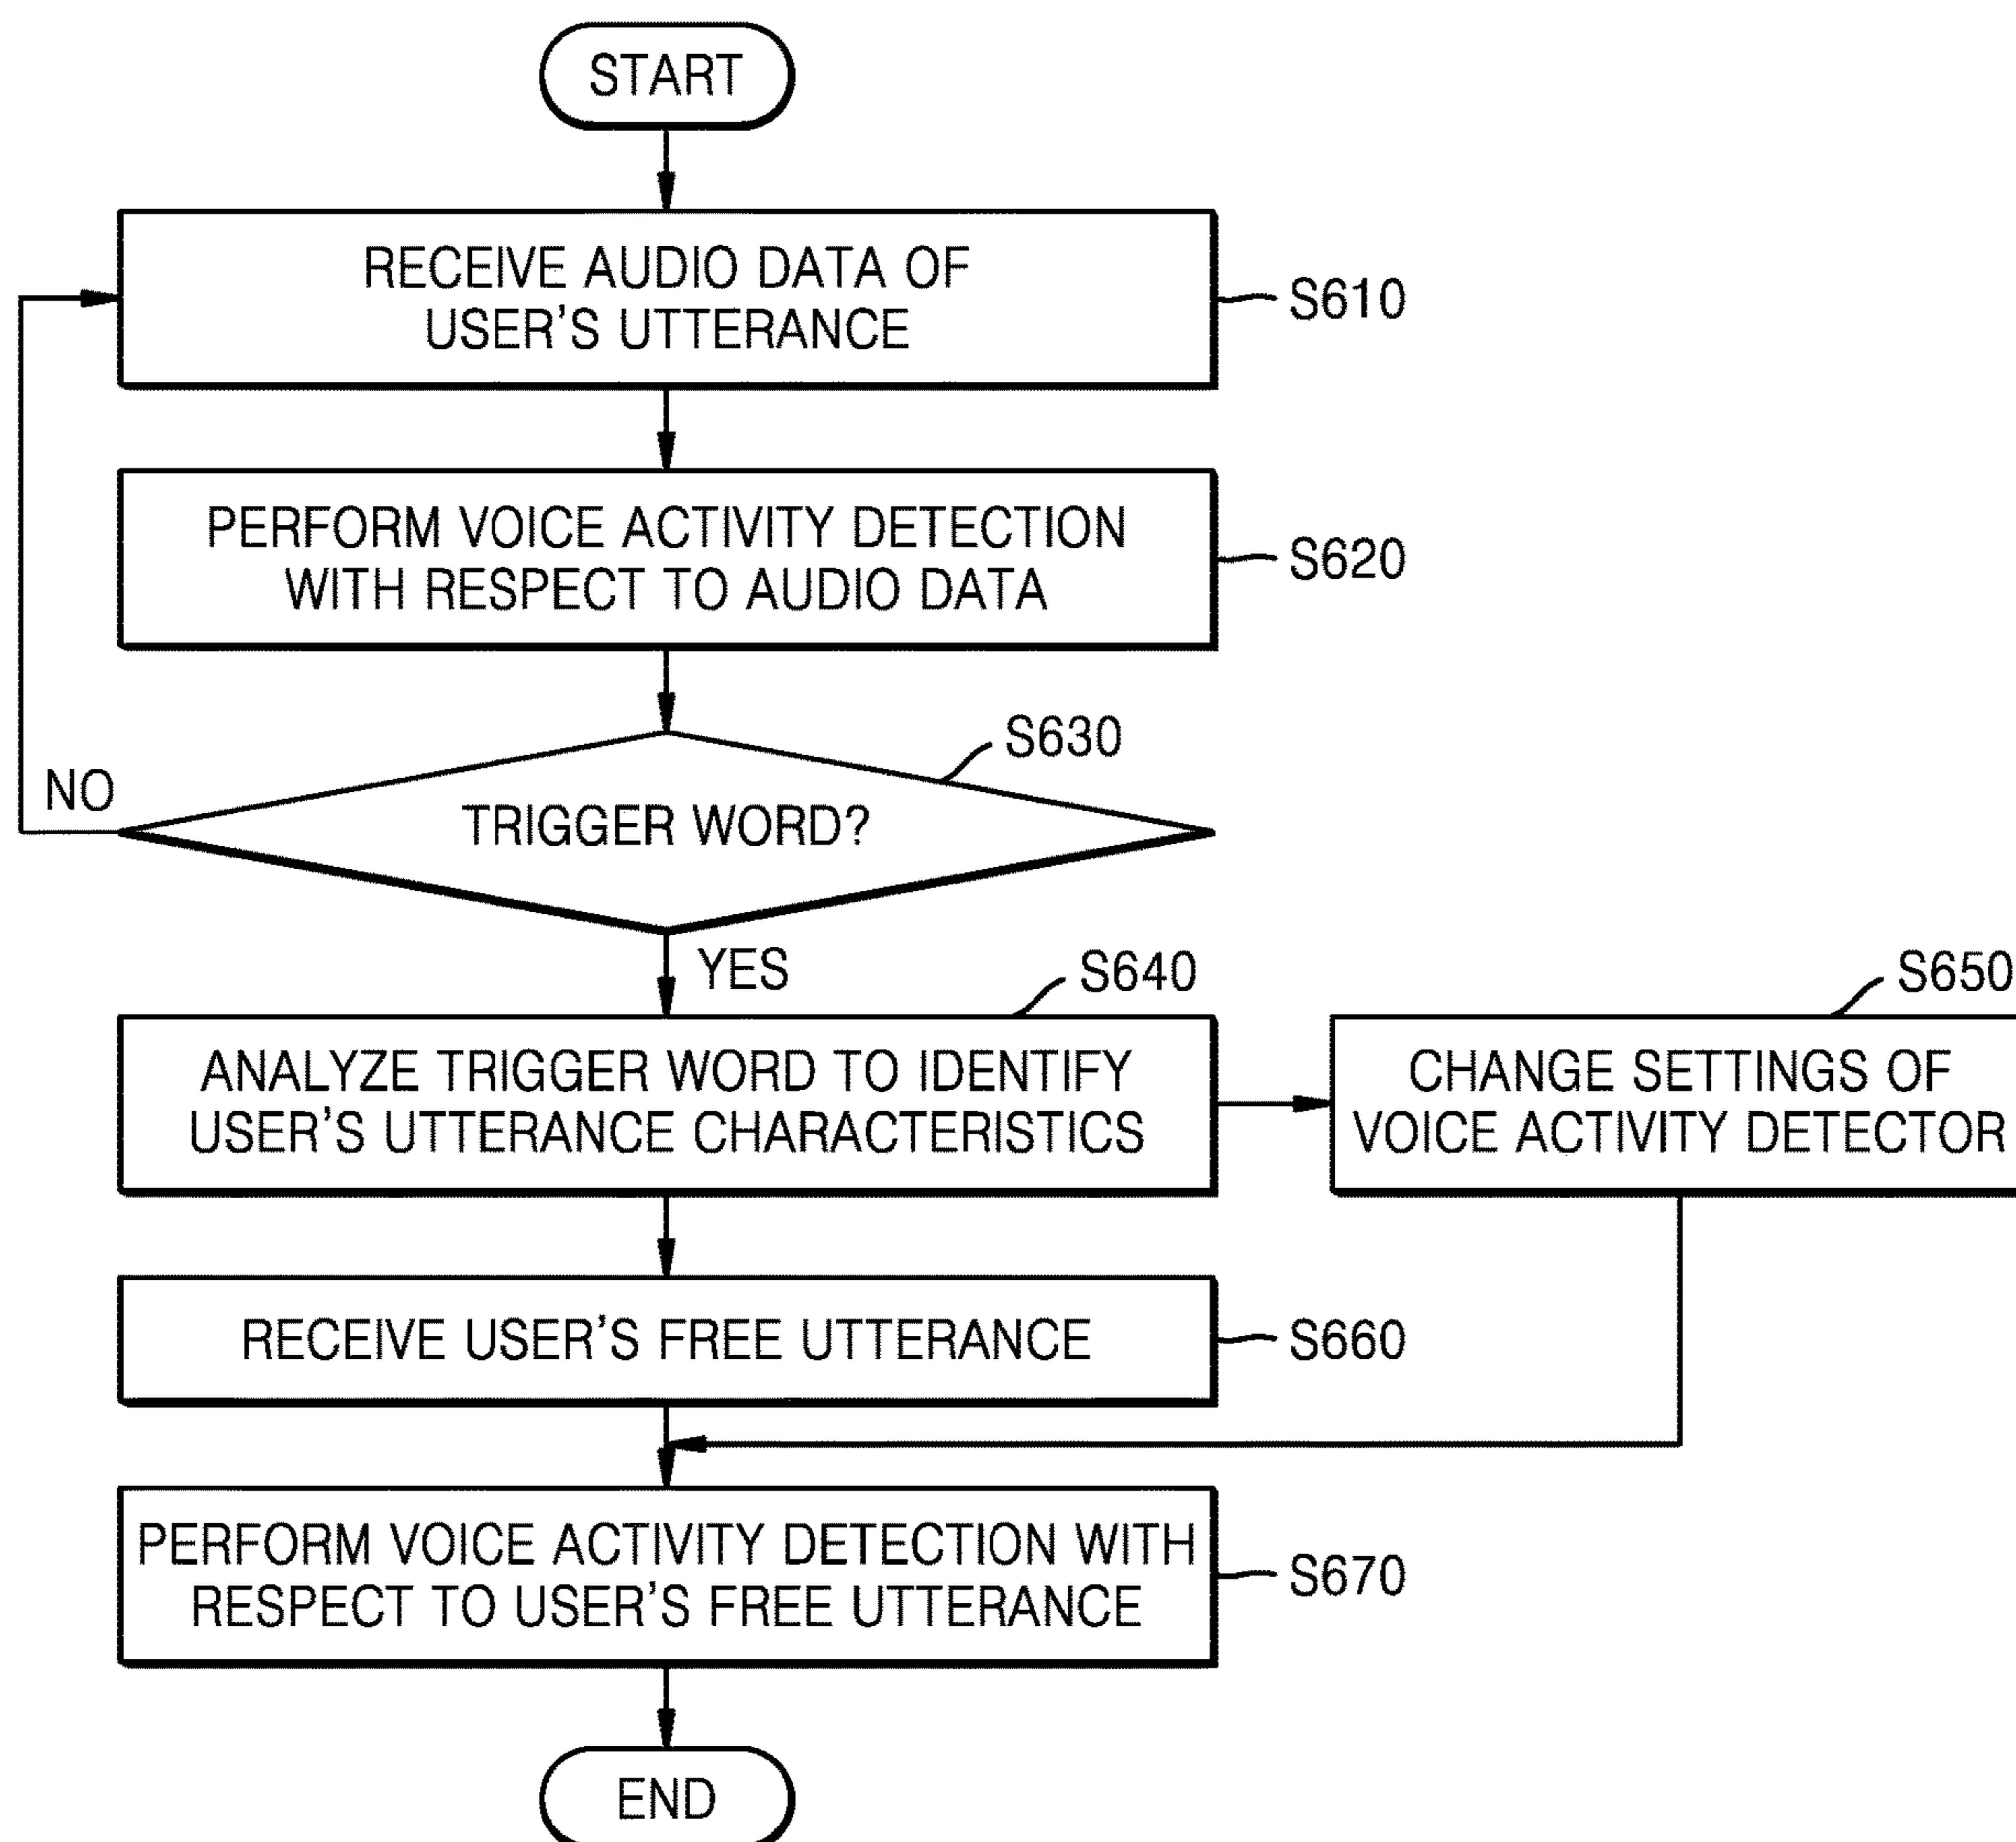 START
RECEIVE AUDIO DATA OF
USER'S UTTERANCE
S610
PERFORM VOICE ACTIVITY DETECTION
WITH RESPECT TO AUDIO DATA
S620
S630
TRIGGER WORD?
NO
YES
S640
ANALYZE TRIGGER WORD TO IDENTIFY
USER'S UTTERANCE CHARACTERISTICS
S650
CHANGE SETTINGS OF
VOICE ACTIVITY DETECTOR
RECEIVE USER'S FREE UTTERANCE
S660
PERFORM VOICE ACTIVITY DETECTION WITH
RESPECT TO USER'S FREE UTTERANCE
S670
END